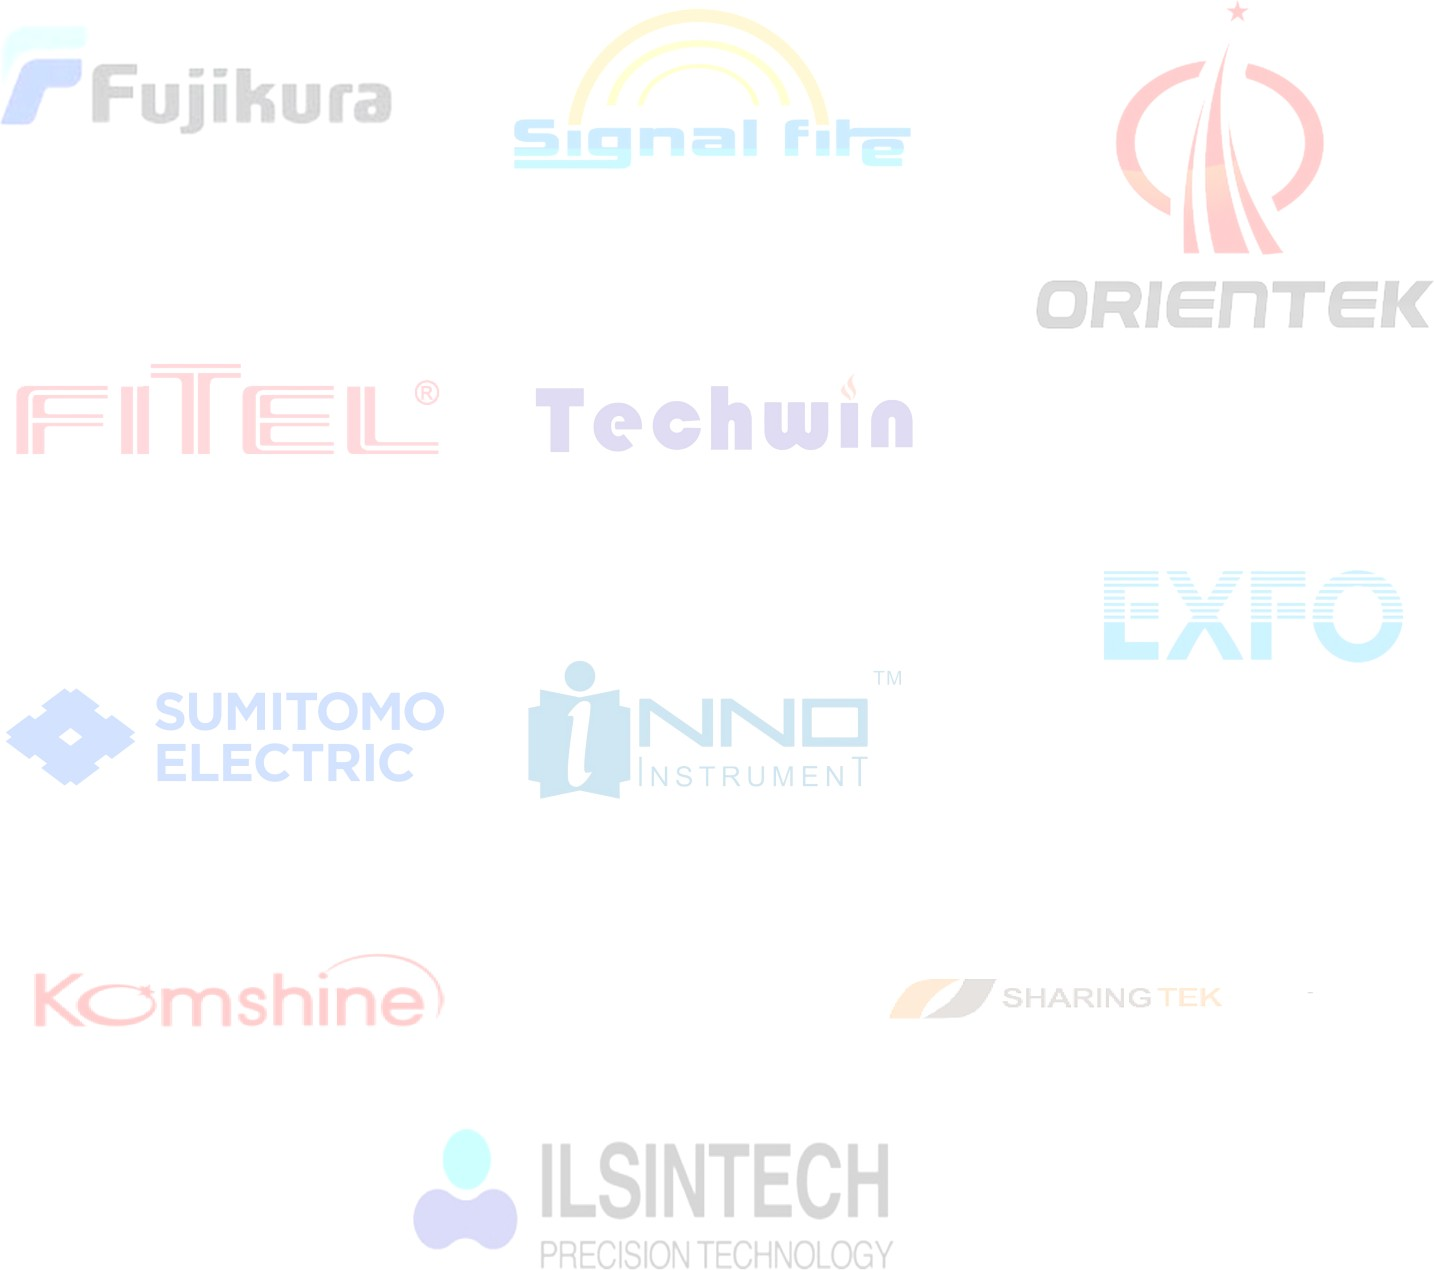 Fujikura
Signal fire
ORIENTEK
FITEL®
Techwin
EXFO
SUMITOMO
ELECTRIC
iNNO™
INSTRUMENT
Komshine
SHARING TEK
ILSINTECH
PRECISION TECHNOLOGY